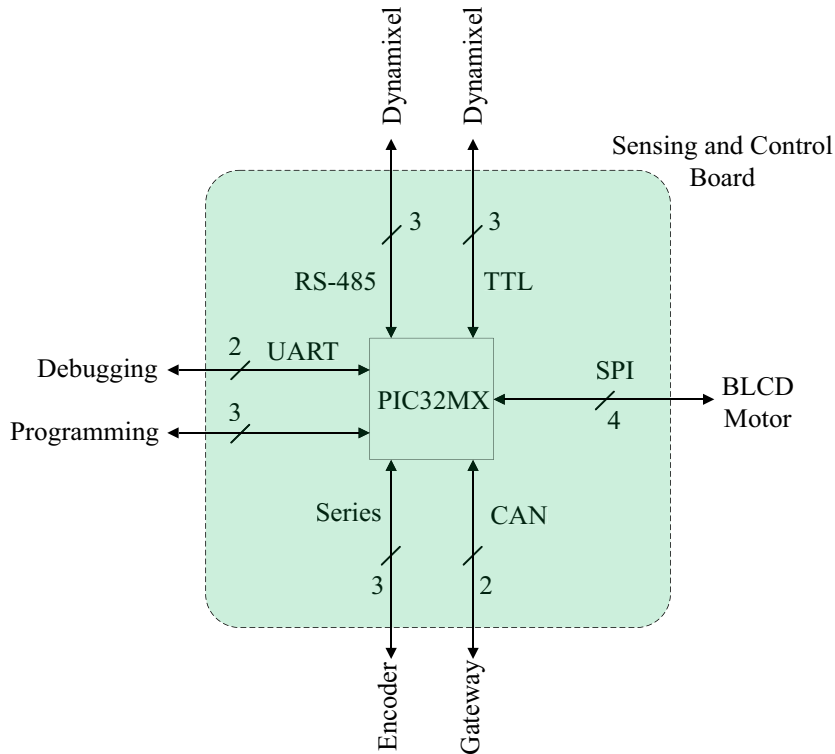 Dynamixel
Dynamixel
Sensing and Control
Board
3
3
RS-485
TTL
2
UART
Debugging
SPI
PIC32MX
BLCD
Motor
Programming
3
4
Series
CAN
3
2
Encoder
Gateway